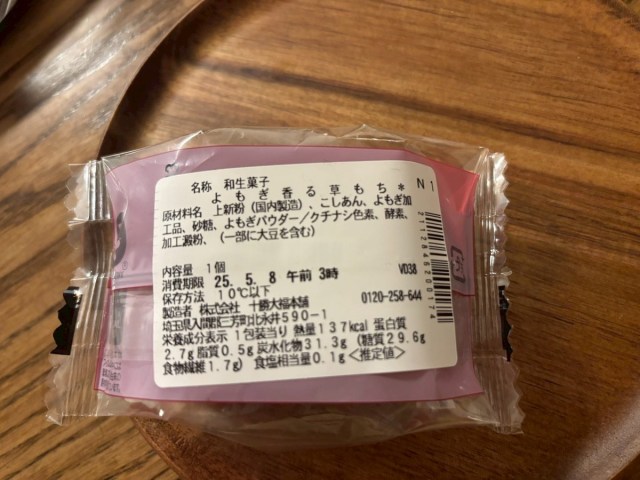 名称 和生菓子
よもぎ香る草もち* N1
原材料名 上新粉（国内製造）、こしあん、よもぎ加
工品、砂糖、よもぎパウダー／クチナシ色素、酵素、
加工澱粉、（一部に大豆を含む）
内容量 1個
消費期限 25. 5. 8 午前 3時 VD38
保存方法 10℃以下
製造者 株式会社 十勝大福本舗 0120-258-644
埼玉県入間郡三芳町北永井590-1
栄養成分表示 1包装当り 熱量137kcal 蛋白質
2.7g 脂質0.5g 炭水化物31.3g （糖質29.6g
食物繊維1.7g） 食塩相当量0.1g＜推定値＞